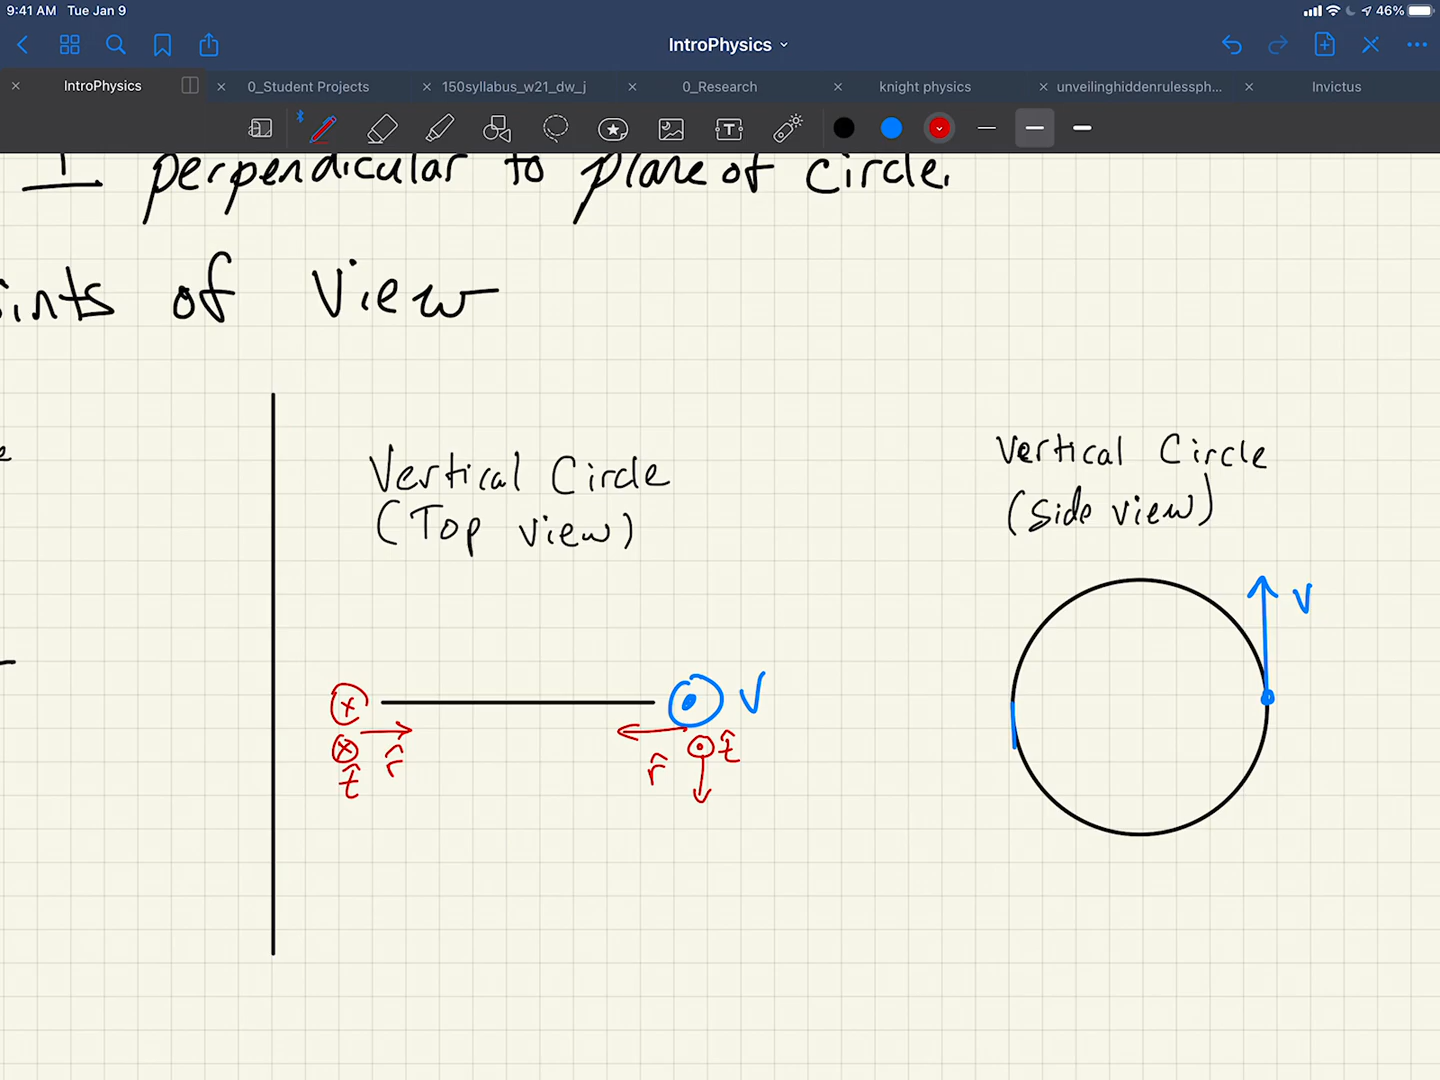 9:41 AM Tue Jan 9
46%
IntroPhysics
IntroPhysics
0_Student Projects
150syllabus_w21_dw_j
0_Research
knight physics
unveilinghiddenrulessph...
Invictus
perpendicular to plane of circle.
ints of View
Vertical Circle
(Top view)
Vertical Circle
(side view)
V
V
t̂
r̂
r̂
t̂